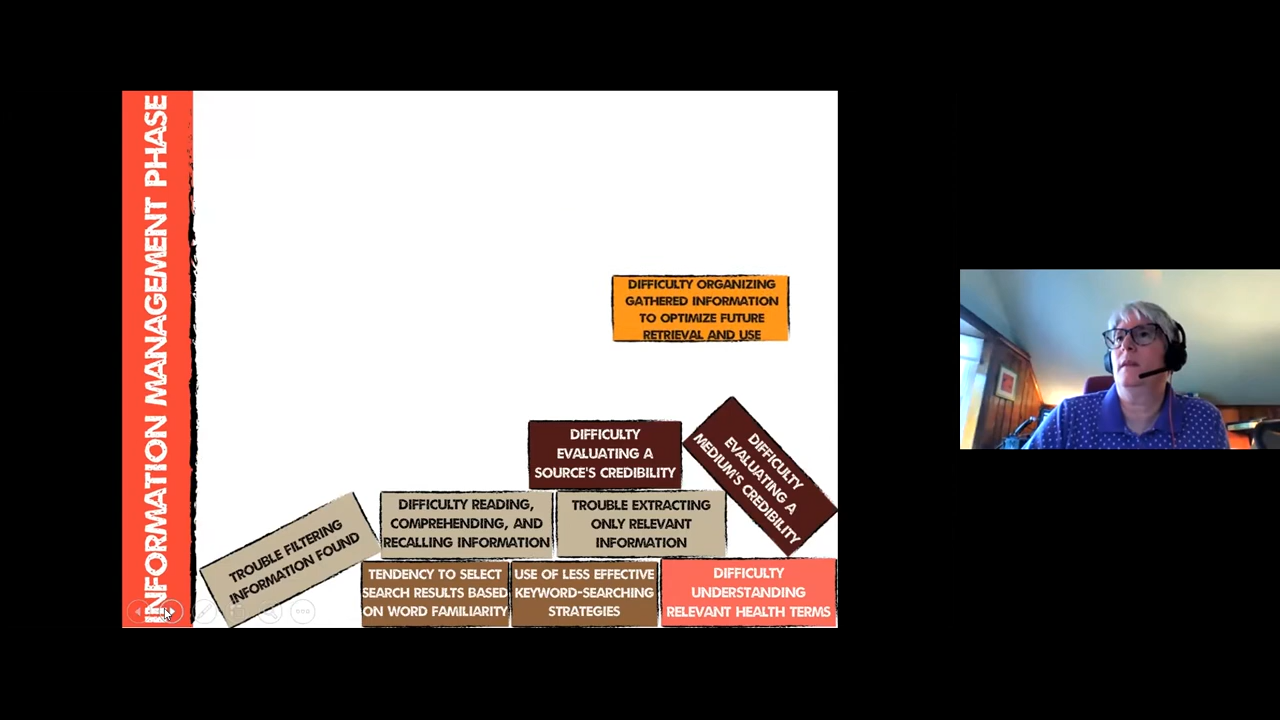 INFORMATION MANAGEMENT PHASE
DIFFICULTY ORGANIZING
GATHERED INFORMATION
TO OPTIMIZE FUTURE
RETRIEVAL AND USE
DIFFICULTY
EVALUATING A
SOURCE'S CREDIBILITY
DIFFICULTY
EVALUATING A
MEDIUM'S CREDIBILITY
TROUBLE FILTERING
INFORMATION FOUND
DIFFICULTY READING,
COMPREHENDING, AND
RECALLING INFORMATION
TROUBLE EXTRACTING
ONLY RELEVANT
INFORMATION
TENDENCY TO SELECT
SEARCH RESULTS BASED
ON WORD FAMILIARITY
USE OF LESS EFFECTIVE
KEYWORD-SEARCHING
STRATEGIES
DIFFICULTY
UNDERSTANDING
RELEVANT HEALTH TERMS